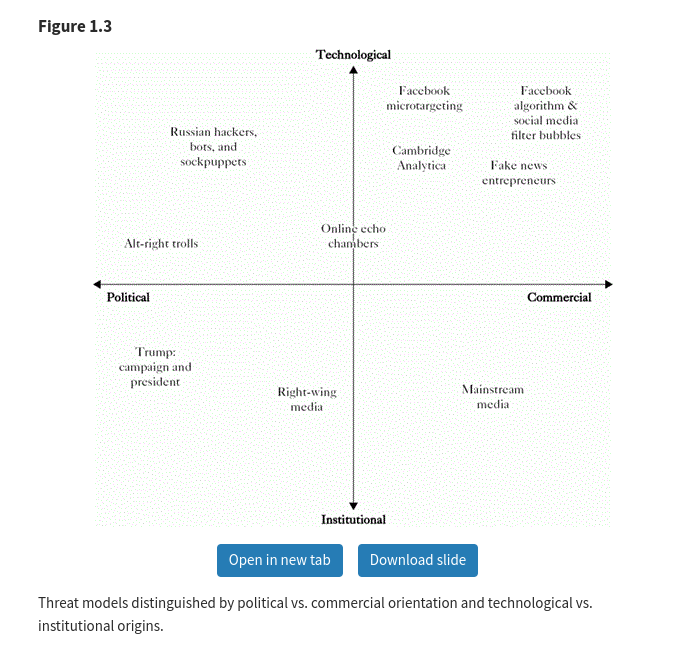 Figure 1.3
Technological
Facebook
microtargeting
Facebook
algorithm &
social media
filter bubbles
Russian hackers,
bots, and
sockpuppets
Cambridge
Analytica
Fake news
entrepreneurs
Online echo
chambers
Alt-right trolls
Political
Commercial
Trump:
campaign and
president
Right-wing
media
Mainstream
media
Institutional
Open in new tab
Download slide
Threat models distinguished by political vs. commercial orientation and technological vs.
institutional origins.